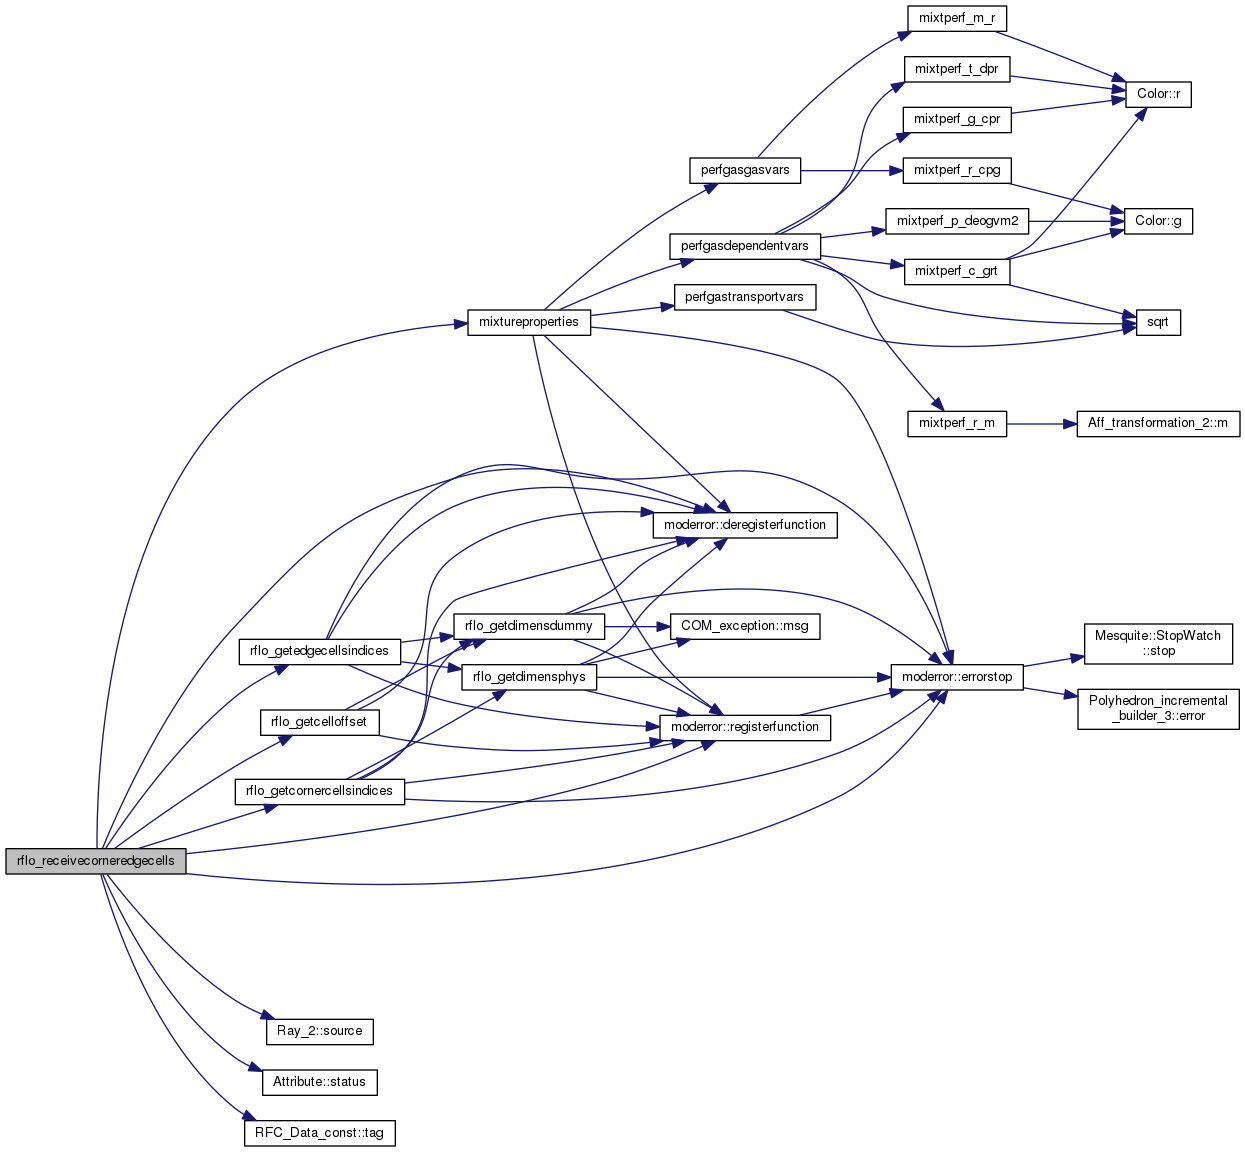 mixtperf_m_r
mixtperf_t_dpr
Color::r
mixtperf_g_cpr
perfgasgasvars
mixtperf_r_cpg
mixtperf_p_deogvm2
Color::g
perfgasdependentvars
mixtperf_c_grt
perfgastransportvars
mixtureproperties
sqrt
mixtperf_r_m
Aff_transformation_2::m
moderror::deregisterfunction
rflo_getdimensdummy
COM_exception::msg
rflo_getedgecellsindices
Mesquite::StopWatch
::stop
rflo_getdimensphys
moderror::errorstop
rflo_getcelloffset
moderror::registerfunction
Polyhedron_incremental
_builder_3::error
rflo_getcornercellsindices
rflo_receivecorneredgecells
Ray_2::source
Attribute::status
RFC_Data_const::tag